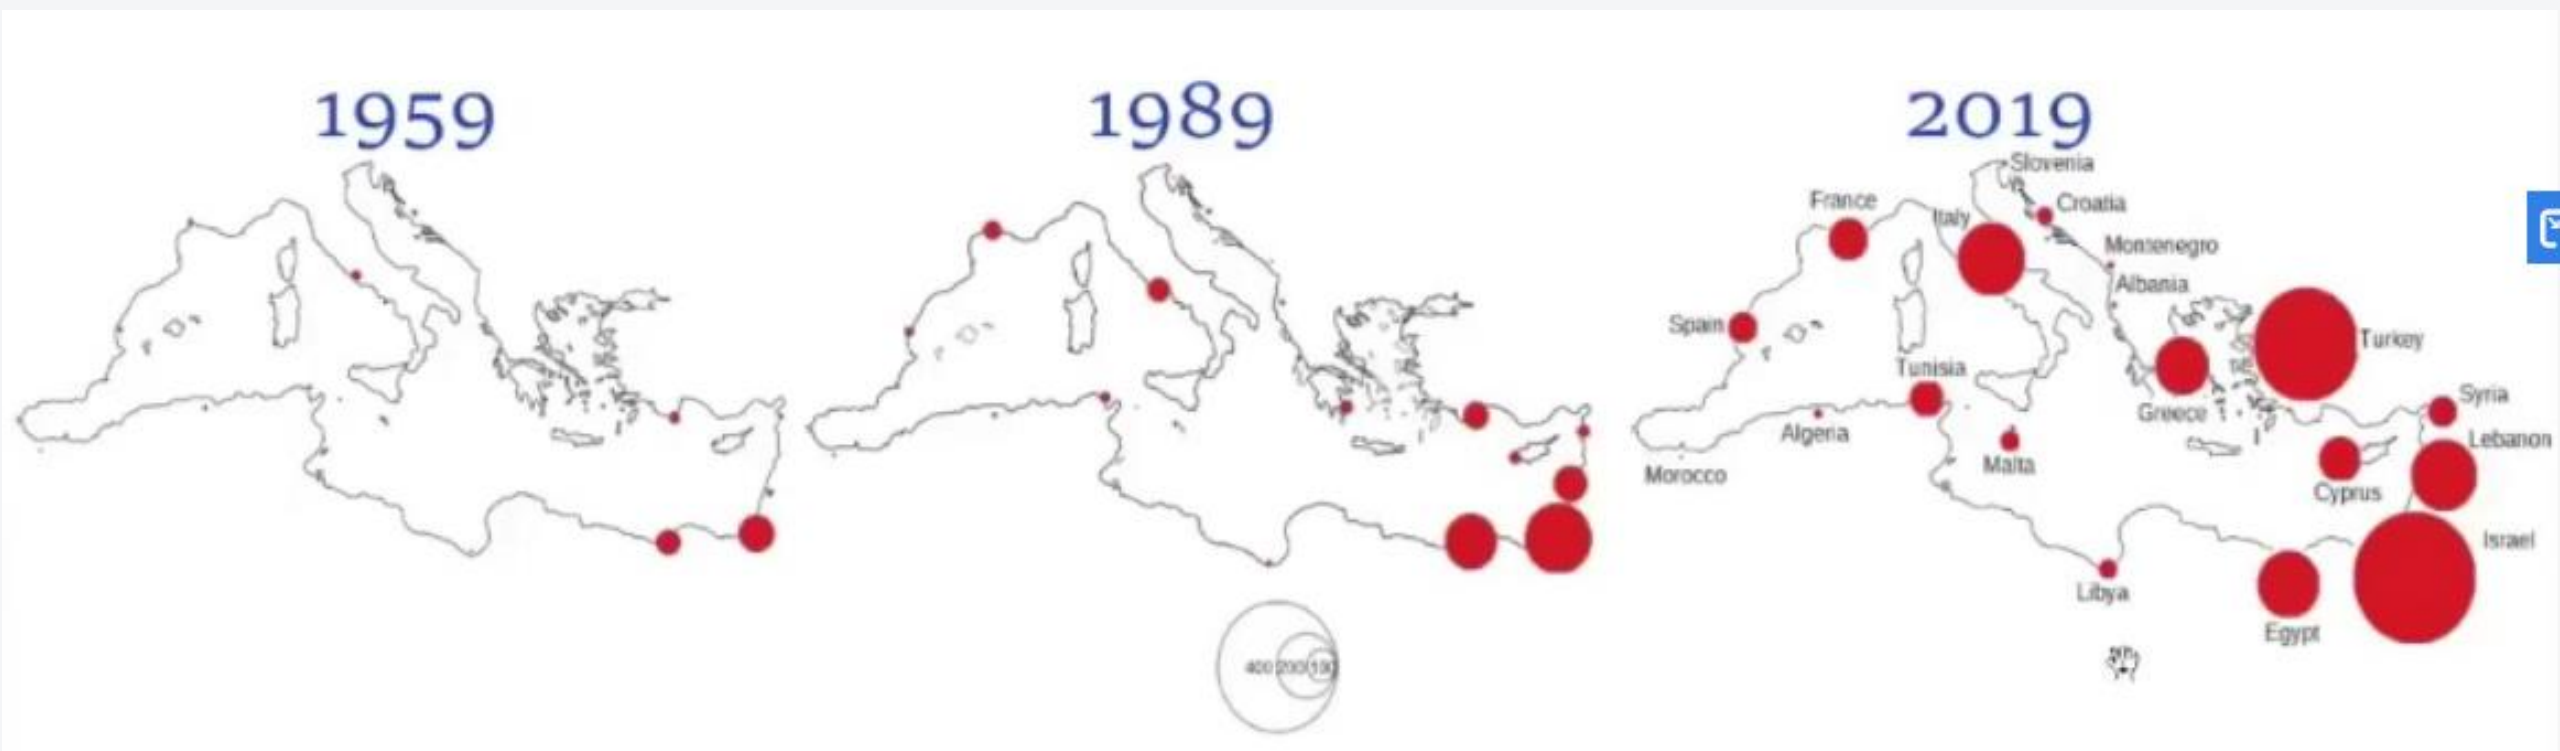 1959
1989
2019
Slovenia
France
Croatia
Italy
Montenegro
Albania
Spain
Turkey
Tunisia
Syria
Greece
Algeria
Lebanon
Malta
Morocco
Cyprus
Israel
Libya
Egypt
400 200 100